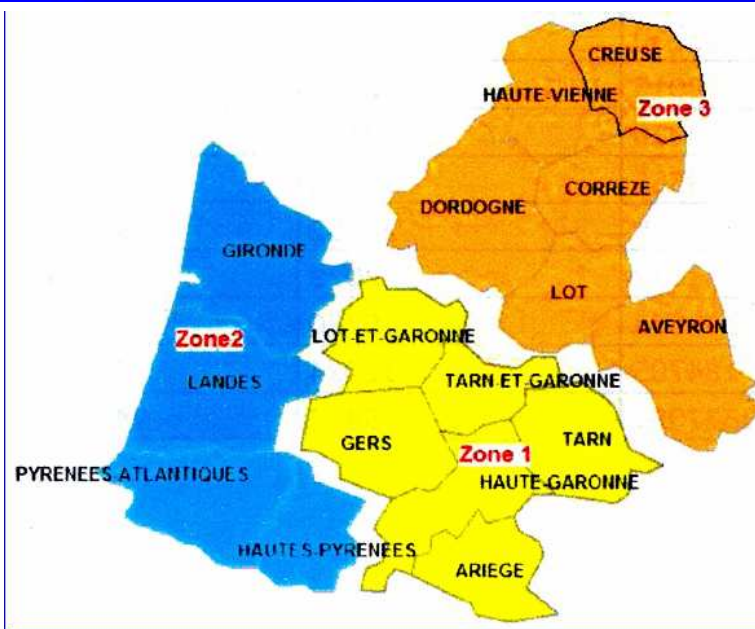 CREUSE
HAUTE-VIENNE
Zone 3
CORREZE
DORDOGNE
GIRONDE
LOT
AVEYRON
LOT-ET-GARONNE
Zone2
LANDES
TARN ET GARONNE
GERS
TARN
Zone 1
PYRENEES-ATLANTIQUES
HAUTE-GARONNE
HAUTES-PYRENEES
ARIEGE